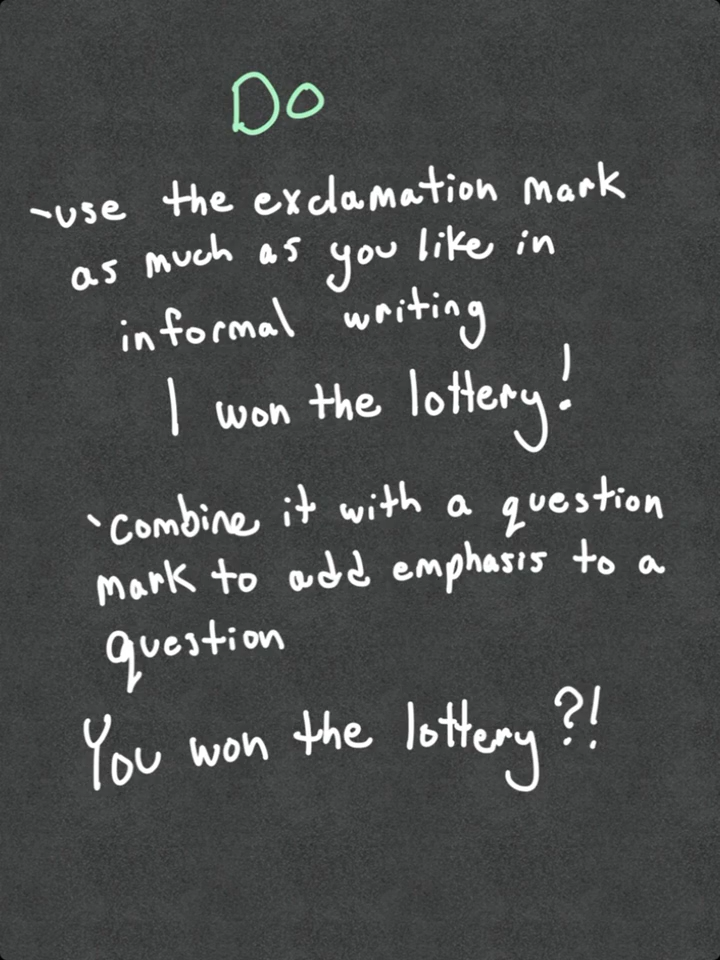 Do
-use the exclamation mark
as much as you like in
informal writing
I won the lottery!
-combine it with a question
mark to add emphasis to a
question
You won the lottery?!